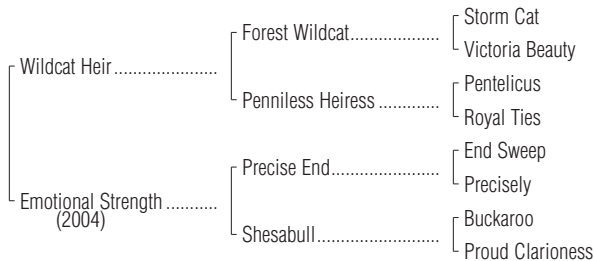 Storm Cat
Forest Wildcat....................
Victoria Beauty
Wildcat Heir.......................
Pentelicus
Penniless Heiress .............
Royal Ties
End Sweep
Precise End........................
Precisely
Emotional Strength ...........
(2004)
Buckaroo
Shesabull...........................
Proud Clarioness